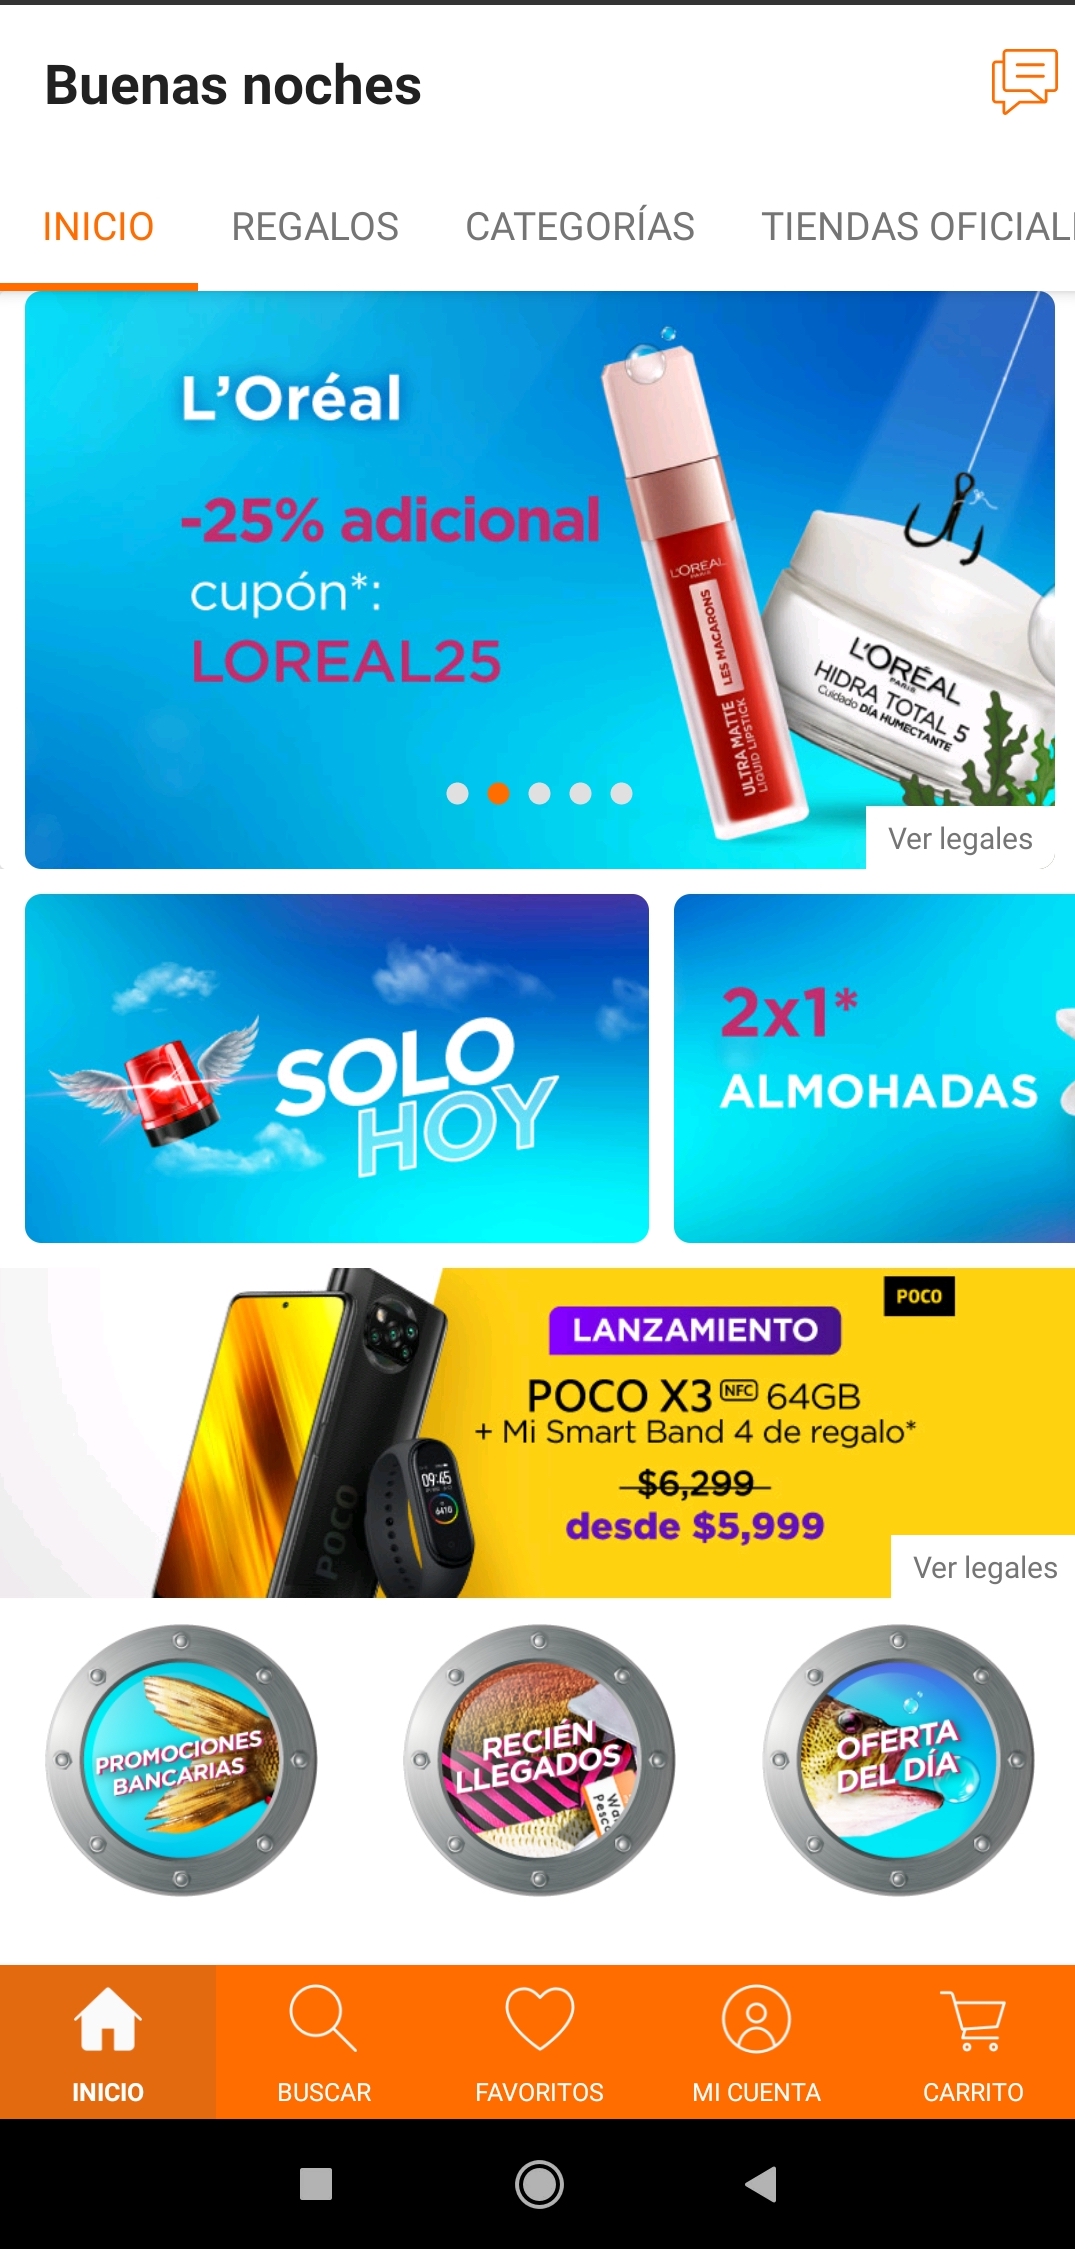 Buenas noches
INICIO REGALOS CATEGORÍAS TIENDAS OFICIAL
L'Oréal
-25% adicional
cupón*:
LOREAL25
L'ORÉAL
PARIS
LES MACARONS
ULTRA MATTE
LIQUID LIPSTICK
L'ORÉAL
PARIS
HIDRA TOTAL 5
Cuidado DÍA HUMECTANTE
Ver legales
SOLO
HOY
2x1*
ALMOHADAS
POCO
LANZAMIENTO
POCO X3 NFC 64GB
+ Mi Smart Band 4 de regalo*
$6,299
desde $5,999
POCO
09:45
6410
Ver legales
PROMOCIONES
BANCARIAS
RECIÉN
LLEGADOS
OFERTA
DEL DÍA
INICIO BUSCAR FAVORITOS MI CUENTA CARRITO